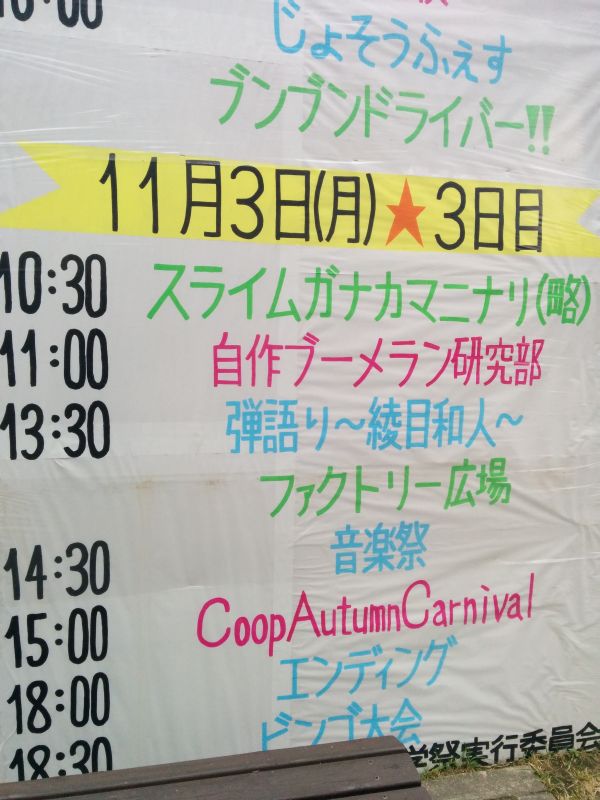 じょそうふぇす
ブンブンドライバー!!
11月3日(月)★3日目
10:30 スライムガナカマニナリ(略)
11:00 自作ブーメラン研究部
13:30 弾語り～綾目和人～
ファクトリー広場
14:30 音楽祭
15:00 CoopAutumnCarnival
18:00 エンディング
18:30 ビンゴ大会
学祭実行委員会